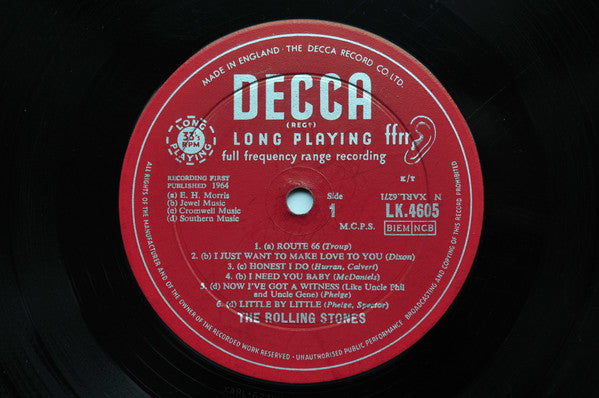 MADE IN ENGLAND · THE DECCA RECORD CO. LTD.
DECCA
(REGD)
LONG PLAYING ffrr
full frequency range recording
LONG PLAYING
33⅓ RPM
K/T
RECORDING FIRST
PUBLISHED 1964
(a) E. H. Morris
(b) Jewel Music
(c) Cromwell Music
(d) Southern Music
Side
1
M.C.P.S.
N XARL.6271
LK.4605
BIEM NCB
1. (a) ROUTE 66 (Troup)
2. (b) I JUST WANT TO MAKE LOVE TO YOU (Dixon)
3. (c) HONEST I DO (Hurran, Calvert)
4. (b) I NEED YOU BABY (McDaniels)
5. (d) NOW I'VE GOT A WITNESS (Like Uncle Phil
and Uncle Gene) (Phelge)
6. (d) LITTLE BY LITTLE (Phelge, Spector)
THE ROLLING STONES
ALL RIGHTS OF THE MANUFACTURER AND OF THE OWNER OF THE RECORDED WORK RESERVED · UNAUTHORISED PUBLIC PERFORMANCE, BROADCASTING AND COPYING OF THIS RECORD PROHIBITED